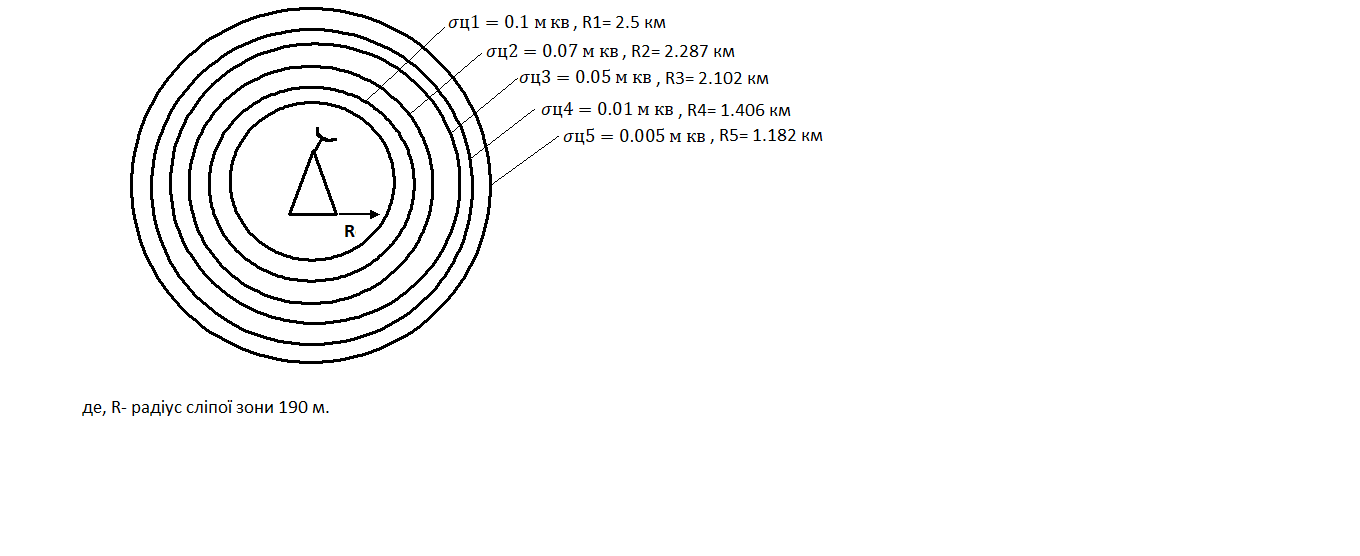 σц1 = 0.1 м кв , R1= 2.5 км
σц2 = 0.07 м кв , R2= 2.287 км
σц3 = 0.05 м кв , R3= 2.102 км
σц4 = 0.01 м кв , R4= 1.406 км
σц5 = 0.005 м кв , R5= 1.182 км
R
де, R- радіус сліпої зони 190 м.